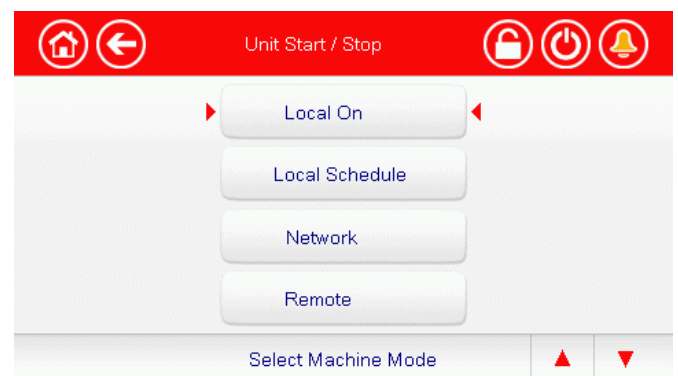 Unit Start / Stop
Local On
Local Schedule
Network
Remote
Select Machine Mode